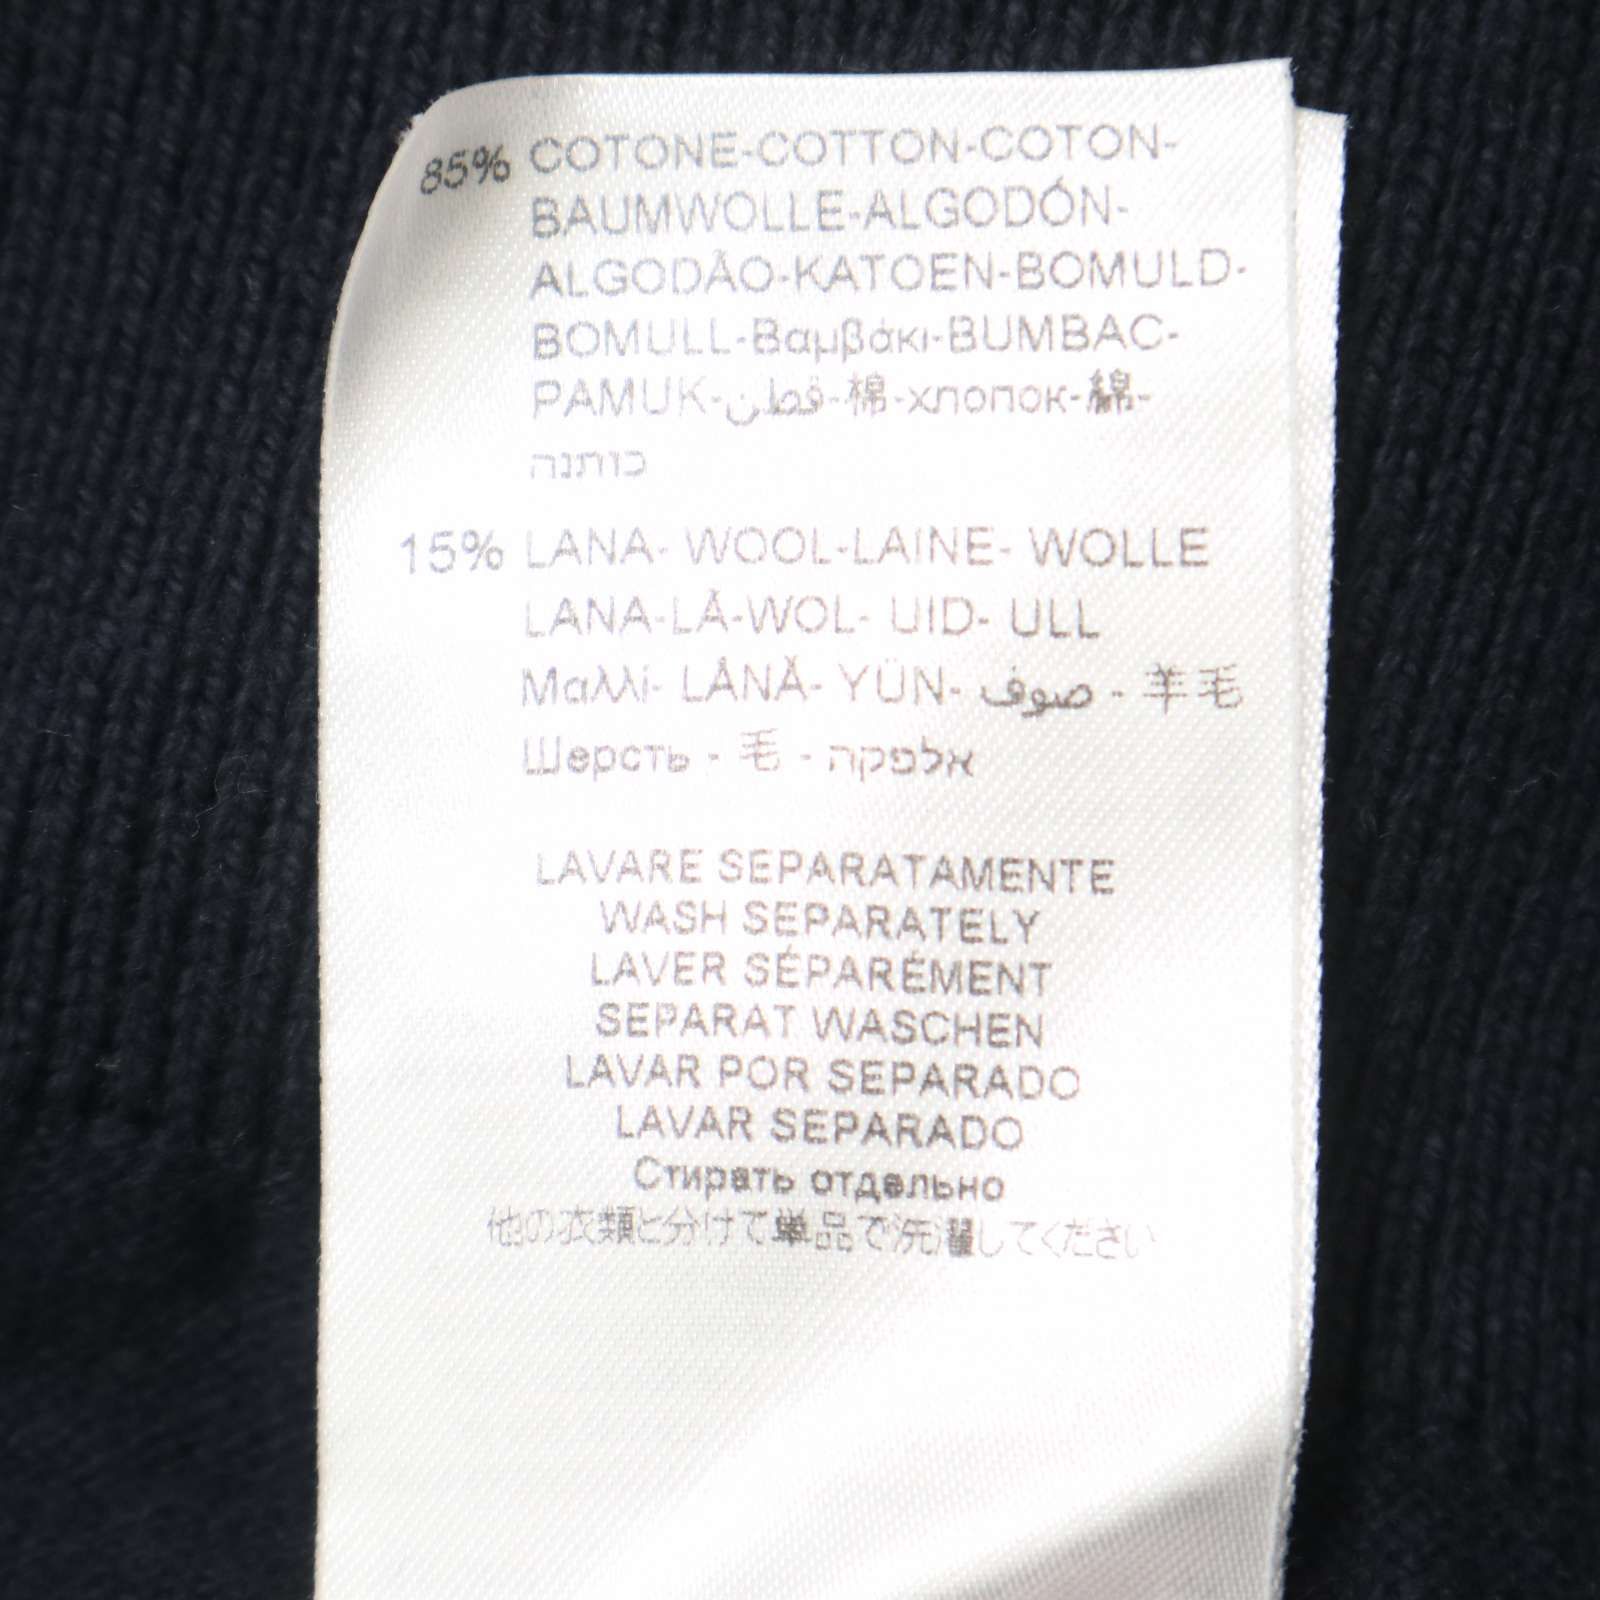 85% COTONE-COTTON-COTON-
BAUMWOLLE-ALGODÓN-
ALGODÃO-KATOEN-BOMULD-
BOMULL-Βαμβάκι-BUMBAC-
PAMUK-قطن-棉-хлопок-綿-
כותנה
15% LANA- WOOL-LAINE- WOLLE
LANA-LÃ-WOL- UID- ULL
Μαλλί- LÂNĂ- YÜN- صوف - 羊毛
Шерсть - 毛 - אלפקה
LAVARE SEPARATAMENTE
WASH SEPARATELY
LAVER SÉPARÉMENT
SEPARAT WASCHEN
LAVAR POR SEPARADO
LAVAR SEPARADO
Стирать отдельно
他の衣類と分けて単品で洗濯してください